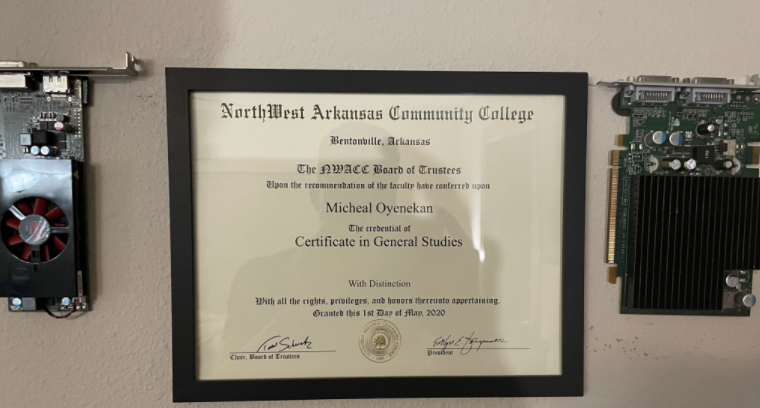 NorthWest Arkansas Community College
Bentonville, Arkansas
The NWACC Board of Trustees
Upon the recommendation of the faculty have conferred upon
Micheal Oyenekan
The credential of
Certificate in General Studies
With Distinction
With all the rights, privileges, and honors thereunto appertaining.
Granted this 1st Day of May, 2020
Chair, Board of Trustees
President